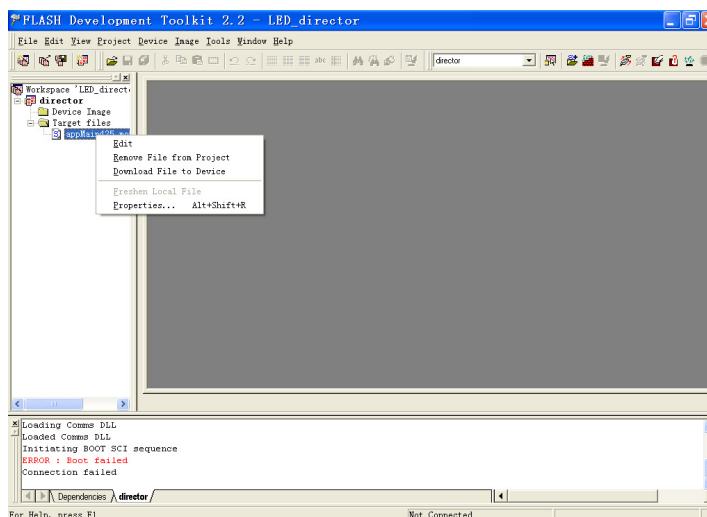 FLASH Development Toolkit 2.2 - LED_director
File Edit View Project Device Image Tools Window Help
abc
director
Workspace 'LED_direct
director
Device Image
Target files
Edit
Remove File from Project
Download File to Device
Freshen Local File
Properties... Alt+Shift+R
Loading Comms DLL
Loaded Comms DLL
Initiating BOOT SCI sequence
ERROR : Boot failed
Connection failed
Dependencies director
For Help, press F1 Not Connected